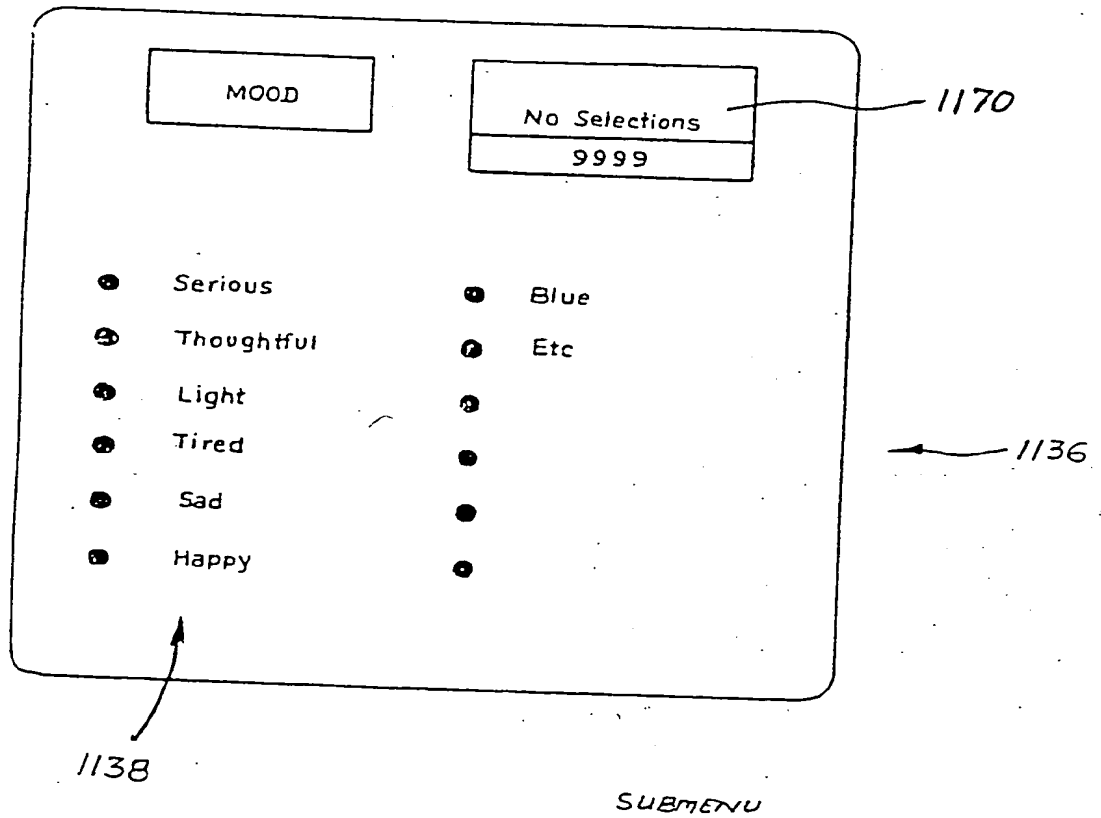 MOOD
No Selections
9999
1170
Serious
Thoughtful
Light
Tired
Sad
Happy
Blue
Etc
1136
1138
SUBMENU